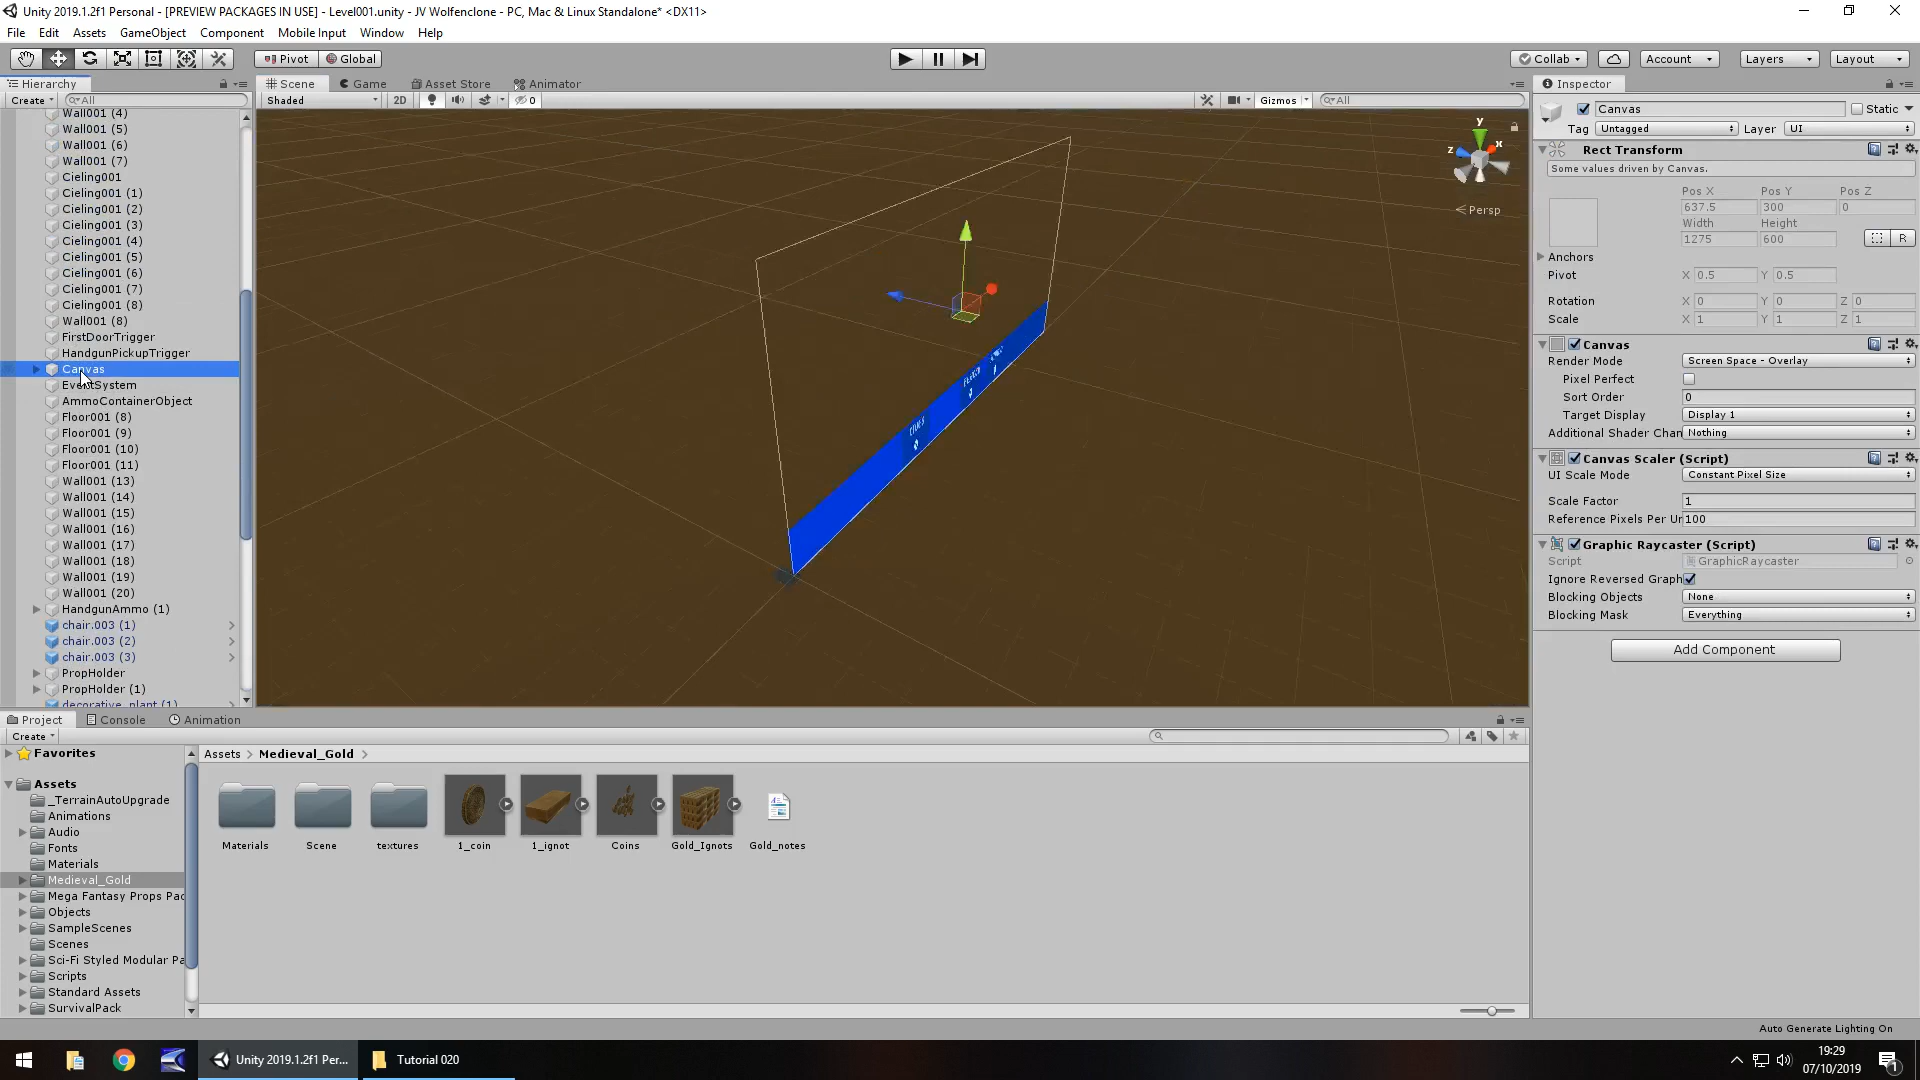 Unity 2019.1.2f1 Personal - [PREVIEW PACKAGES IN USE] - Level001.unity - JV Wolfenclone - PC, Mac & Linux Standalone* <DX11>
File Edit Assets GameObject Component Mobile Input Window Help
Pivot Global Collab Account Layers Layout
Hierarchy Scene Game Asset Store Animator Inspector
Create All Shaded 2D 0 Gizmos All
Canvas Static
Tag Untagged Layer UI
Wall001 (4)
Wall001 (5)
Wall001 (6)
Wall001 (7)
Cieling001
Cieling001 (1)
Cieling001 (2)
Cieling001 (3)
Cieling001 (4)
Cieling001 (5)
Cieling001 (6)
Cieling001 (7)
Cieling001 (8)
Wall001 (8)
FirstDoorTrigger
HandgunPickupTrigger
Canvas
EventSystem
AmmoContainerObject
Floor001 (8)
Floor001 (9)
Floor001 (10)
Floor001 (11)
Wall001 (13)
Wall001 (14)
Wall001 (15)
Wall001 (16)
Wall001 (17)
Wall001 (18)
Wall001 (19)
Wall001 (20)
HandgunAmmo (1)
chair.003 (1)
chair.003 (2)
chair.003 (3)
PropHolder
PropHolder (1)
decorative_plant (1)
y
z x
Persp
Rect Transform
Some values driven by Canvas.
Pos X Pos Y Pos Z
637.5 300 0
Width Height
1275 600
R
Anchors
Pivot X 0.5 Y 0.5
Rotation X 0 Y 0 Z 0
Scale X 1 Y 1 Z 1
Canvas
Render Mode Screen Space - Overlay
Pixel Perfect
Sort Order 0
Target Display Display 1
Additional Shader Chan Nothing
Canvas Scaler (Script)
UI Scale Mode Constant Pixel Size
Scale Factor 1
Reference Pixels Per Ur 100
Graphic Raycaster (Script)
Script GraphicRaycaster
Ignore Reversed Graph
Blocking Objects None
Blocking Mask Everything
Add Component
Project Console Animation
Create
Favorites
Assets
_TerrainAutoUpgrade
Animations
Audio
Fonts
Materials
Medieval_Gold
Mega Fantasy Props Pac
Objects
SampleScenes
Scenes
Sci-Fi Styled Modular Pa
Scripts
Standard Assets
SurvivalPack
Assets > Medieval_Gold >
Materials Scene textures 1_coin 1_ignot Coins Gold_Ignots Gold_notes
Auto Generate Lighting On
Unity 2019.1.2f1 Per... Tutorial 020
19:29
07/10/2019
1